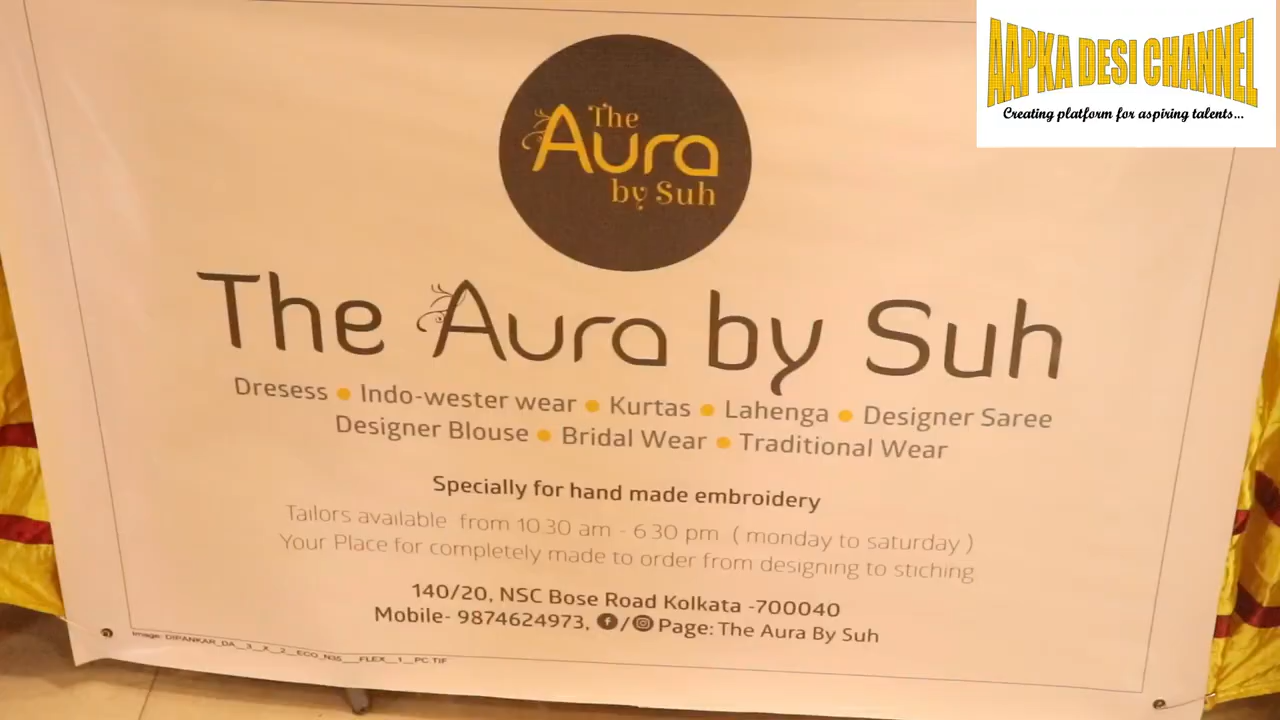 AAPKA DESI CHANNEL
Creating platform for aspiring talents...
The
Aura
by Suh
The Aura by Suh
Dresess • Indo-wester wear • Kurtas • Lahenga • Designer Saree
Designer Blouse • Bridal Wear • Traditional Wear
Specially for hand made embroidery
Tailors available from 10 30 am - 6 30 pm ( monday to saturday )
Your Place for completely made to order from designing to stiching
140/20, NSC Bose Road Kolkata -700040
Mobile- 9874624973, / Page: The Aura By Suh
Image: DIPANKAR_DA__3__X__2__ECO_N35___FLEX__1__PC.TIF